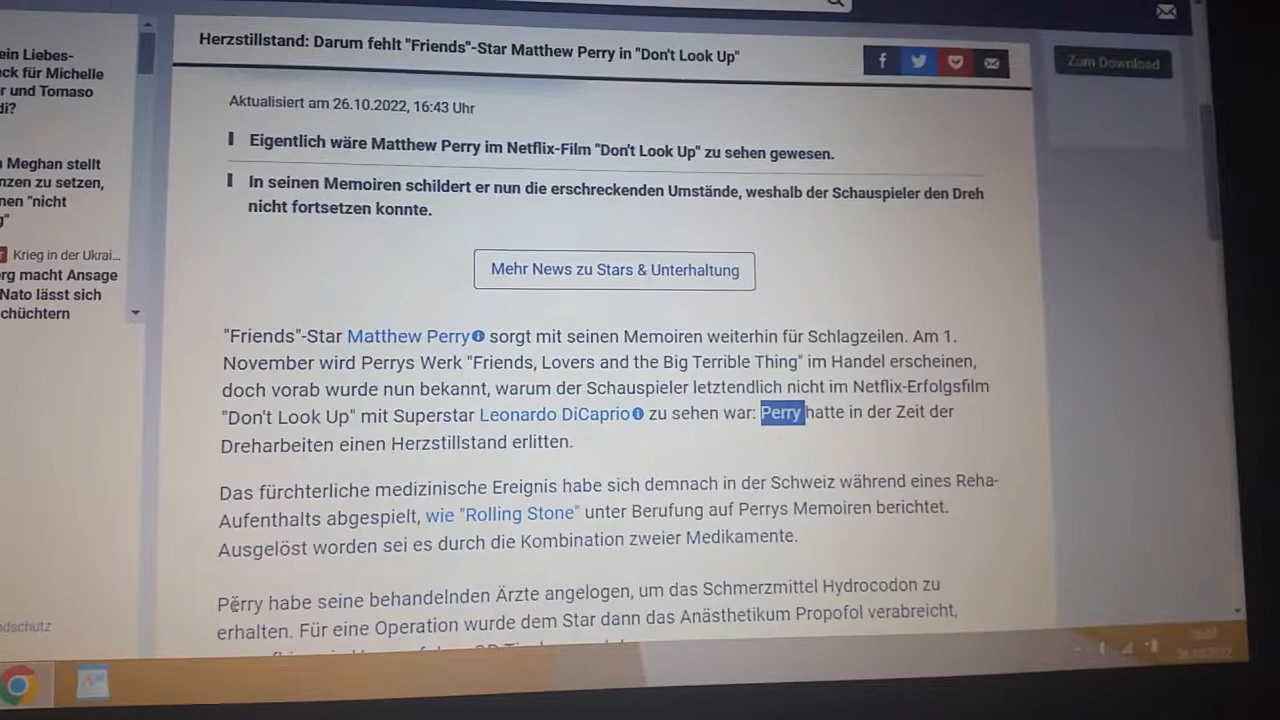 Herzstillstand: Darum fehlt "Friends"-Star Matthew Perry in "Don't Look Up"
Zum Download
ein Liebes-
ck für Michelle
r und Tomaso
di?
Meghan stellt
nzen zu setzen,
nen "nicht
g"
Krieg in der Ukrai...
rg macht Ansage
Nato lässt sich
chüchtern
dschutz
Aktualisiert am 26.10.2022, 16:43 Uhr
Eigentlich wäre Matthew Perry im Netflix-Film "Don't Look Up" zu sehen gewesen.
In seinen Memoiren schildert er nun die erschreckenden Umstände, weshalb der Schauspieler den Dreh
nicht fortsetzen konnte.
Mehr News zu Stars & Unterhaltung
"Friends"-Star Matthew Perry sorgt mit seinen Memoiren weiterhin für Schlagzeilen. Am 1.
November wird Perrys Werk "Friends, Lovers and the Big Terrible Thing" im Handel erscheinen,
doch vorab wurde nun bekannt, warum der Schauspieler letztendlich nicht im Netflix-Erfolgsfilm
"Don't Look Up" mit Superstar Leonardo DiCaprio zu sehen war: Perry hatte in der Zeit der
Dreharbeiten einen Herzstillstand erlitten.
Das fürchterliche medizinische Ereignis habe sich demnach in der Schweiz während eines Reha-
Aufenthalts abgespielt, wie "Rolling Stone" unter Berufung auf Perrys Memoiren berichtet.
Ausgelöst worden sei es durch die Kombination zweier Medikamente.
Perry habe seine behandelnden Ärzte angelogen, um das Schmerzmittel Hydrocodon zu
erhalten. Für eine Operation wurde dem Star dann das Anästhetikum Propofol verabreicht,